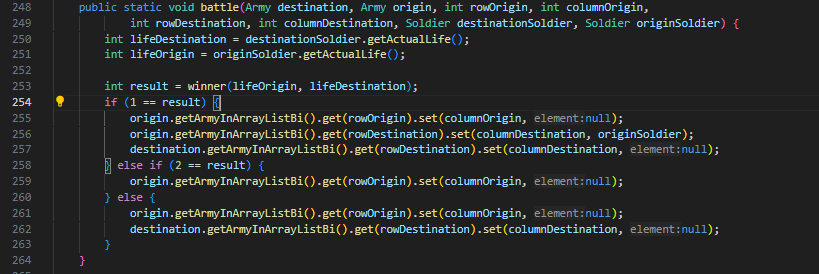 248 public static void battle(Army destination, Army origin, int rowOrigin, int columnOrigin,
249 int rowDestination, int columnDestination, Soldier destinationSoldier, Soldier originSoldier) {
250 int lifeDestination = destinationSoldier.getActualLife();
251 int lifeOrigin = originSoldier.getActualLife();
252
253 int result = winner(lifeOrigin, lifeDestination);
254 if (1 == result) {
255 origin.getArmyInArrayListBi().get(rowOrigin).set(columnOrigin, element:null);
256 origin.getArmyInArrayListBi().get(rowDestination).set(columnDestination, originSoldier);
257 destination.getArmyInArrayListBi().get(rowDestination).set(columnDestination, element:null);
258 } else if (2 == result) {
259 origin.getArmyInArrayListBi().get(rowOrigin).set(columnOrigin, element:null);
260 } else {
261 origin.getArmyInArrayListBi().get(rowOrigin).set(columnOrigin, element:null);
262 destination.getArmyInArrayListBi().get(rowDestination).set(columnDestination, element:null);
263 }
264 }